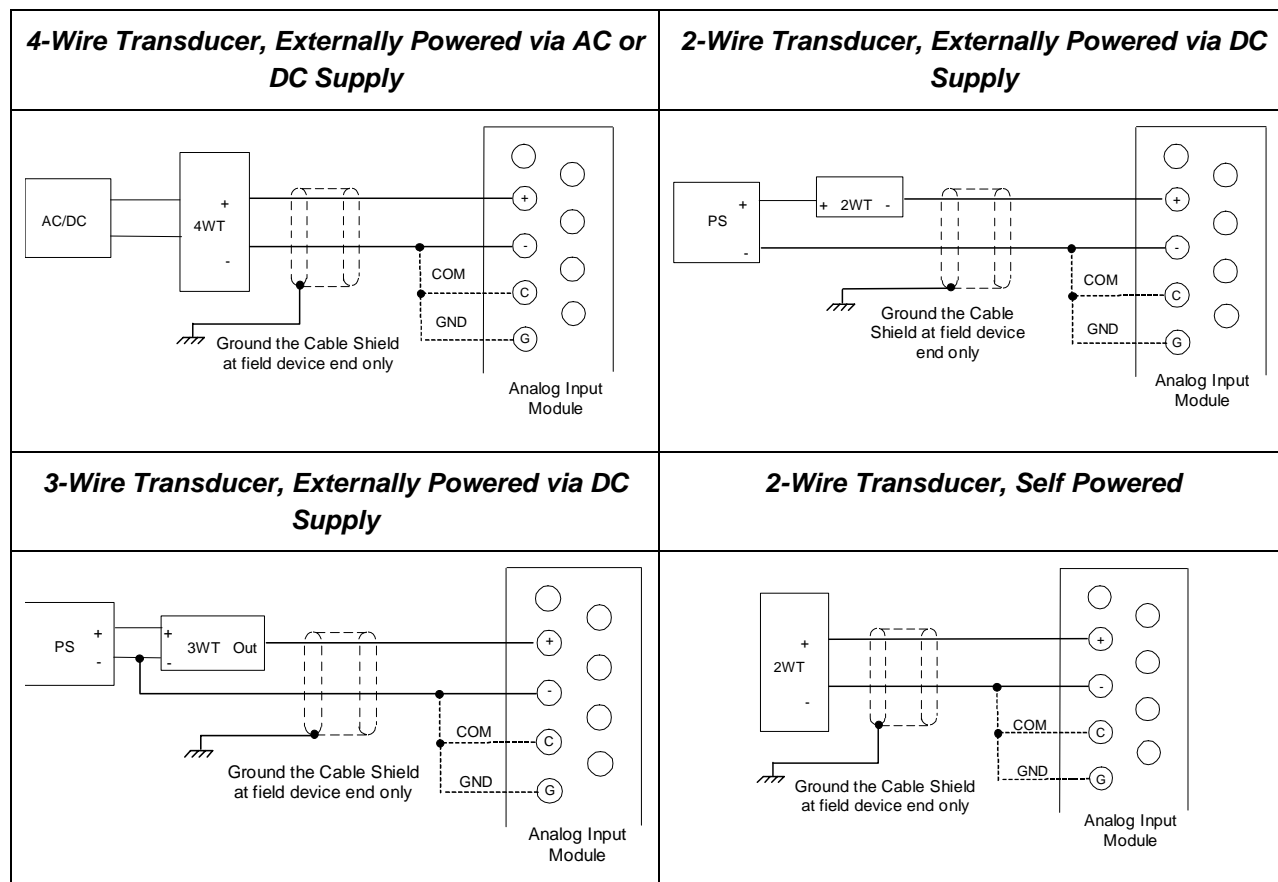 4-Wire Transducer, Externally Powered via AC or
DC Supply
2-Wire Transducer, Externally Powered via DC
Supply
AC/DC
+
4WT
-
+
-
COM
C
GND
G
Ground the Cable Shield
at field device end only
Analog Input
Module
PS
+
-
+ 2WT -
+
-
COM
C
GND
G
Ground the Cable
Shield at field device
end only
Analog Input
Module
3-Wire Transducer, Externally Powered via DC
Supply
2-Wire Transducer, Self Powered
PS
+
-
+
3WT Out
-
+
-
COM
C
GND
G
Ground the Cable Shield
at field device end only
Analog Input
Module
+
2WT
-
+
-
COM
C
GND
G
Ground the Cable Shield
at field device end only
Analog Input
Module